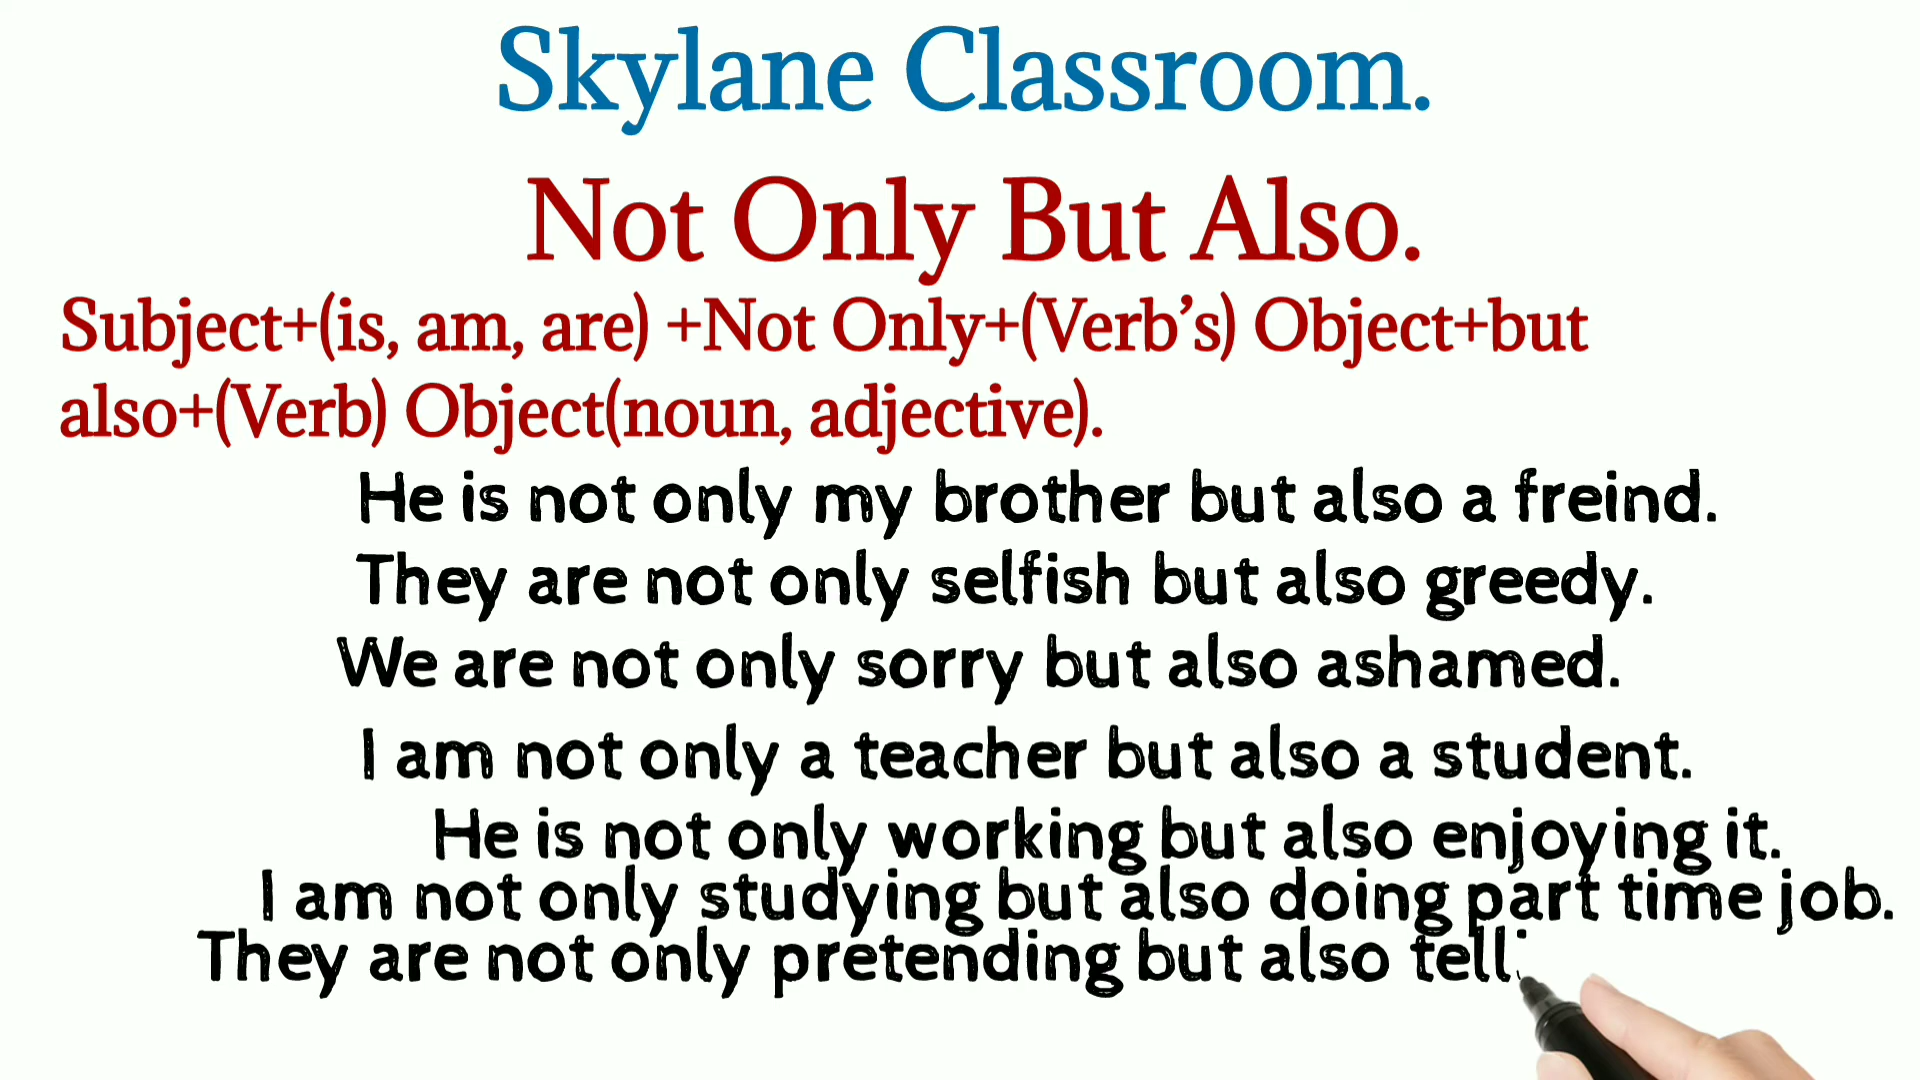 Skylane Classroom.
Not Only But Also.
Subject+(is, am, are) +Not Only+(Verb’s) Object+but
also+(Verb) Object(noun, adjective).
He is not only my brother but also a freind.
They are not only selfish but also greedy.
We are not only sorry but also ashamed.
I am not only a teacher but also a student.
He is not only working but also enjoying it.
I am not only studying but also doing part time job.
They are not only pretending but also tell